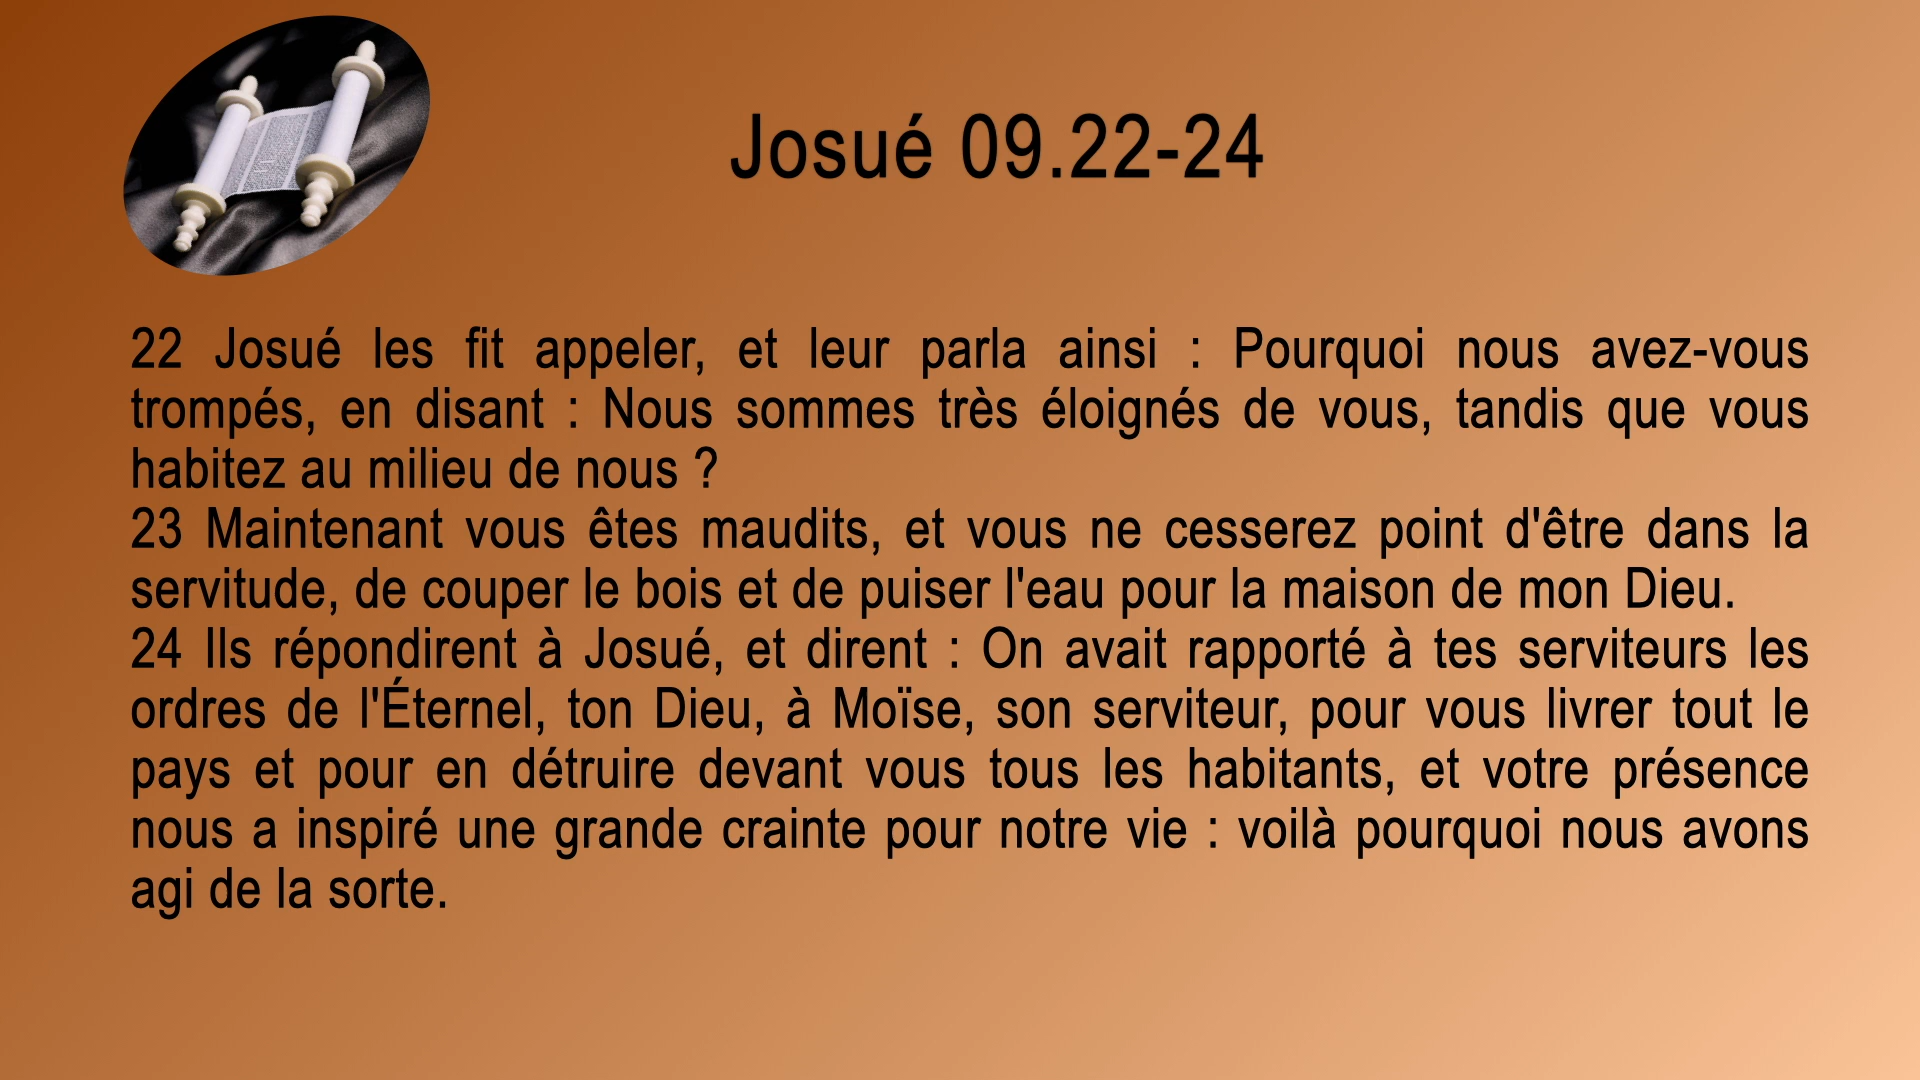 Josué 09.22-24
22 Josué les fit appeler, et leur parla ainsi : Pourquoi nous avez-vous
trompés, en disant : Nous sommes très éloignés de vous, tandis que vous
habitez au milieu de nous ?
23 Maintenant vous êtes maudits, et vous ne cesserez point d'être dans la
servitude, de couper le bois et de puiser l'eau pour la maison de mon Dieu.
24 Ils répondirent à Josué, et dirent : On avait rapporté à tes serviteurs les
ordres de l'Éternel, ton Dieu, à Moïse, son serviteur, pour vous livrer tout le
pays et pour en détruire devant vous tous les habitants, et votre présence
nous a inspiré une grande crainte pour notre vie : voilà pourquoi nous avons
agi de la sorte.